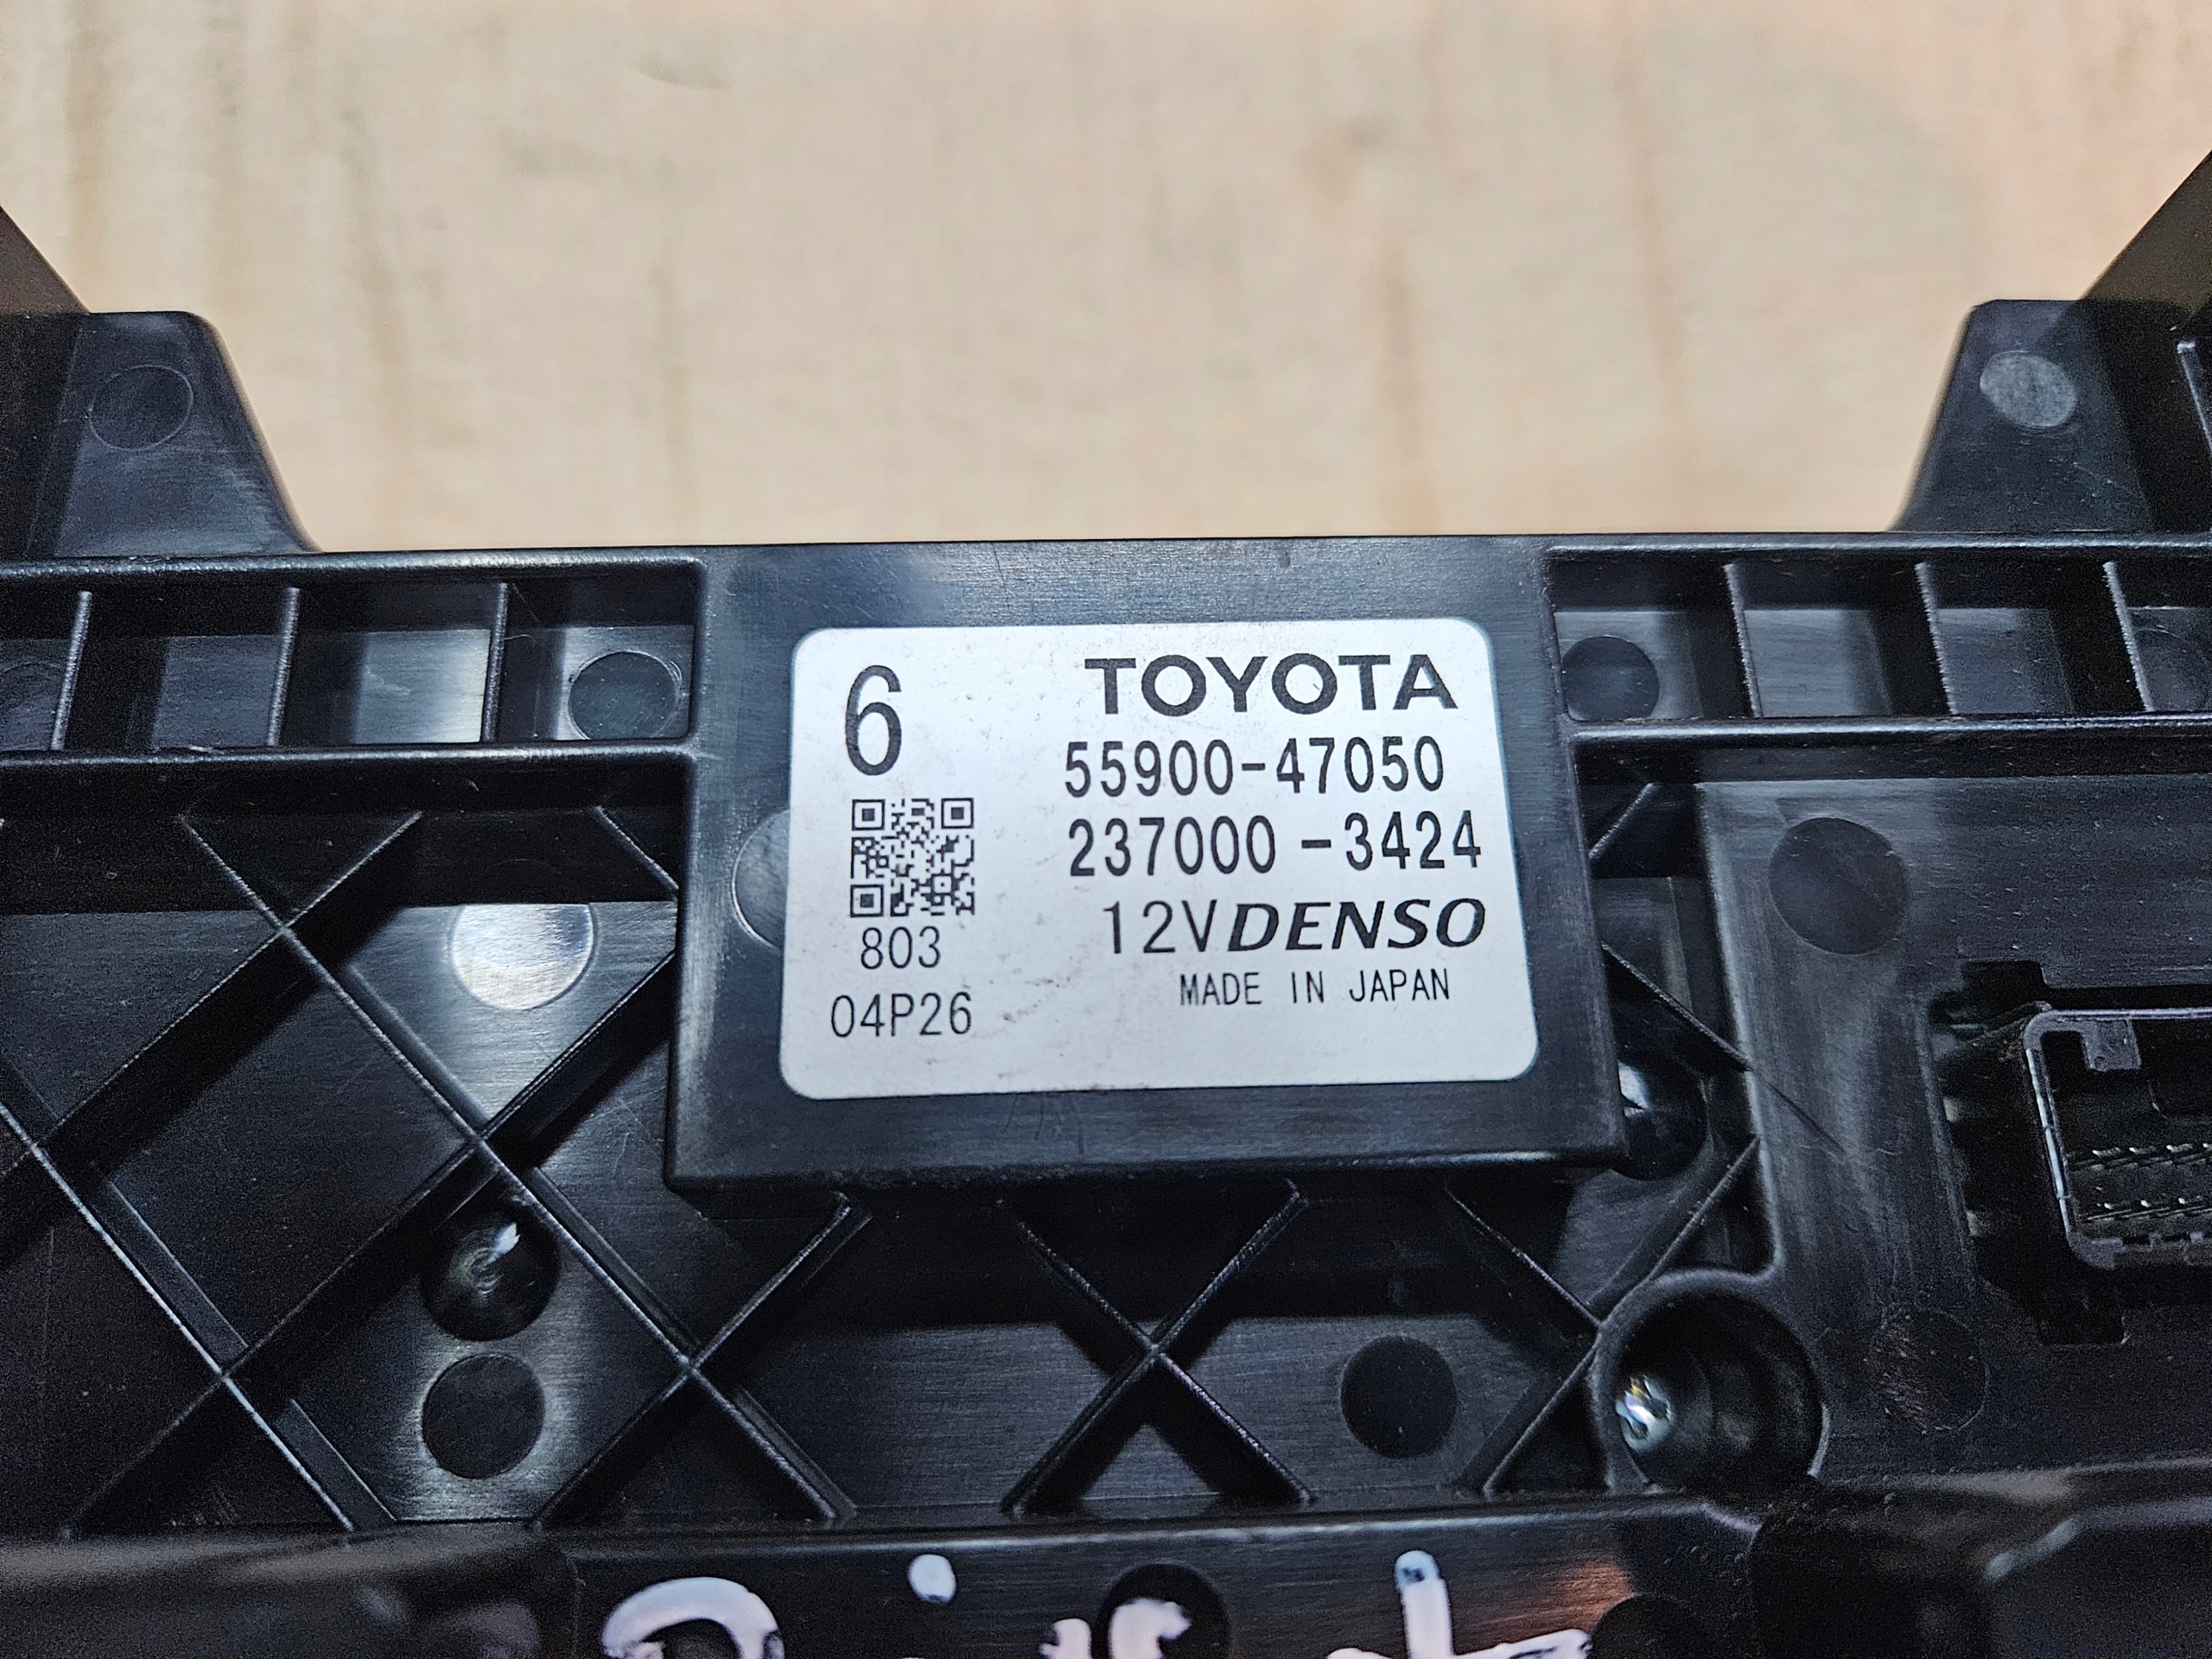 6
TOYOTA
55900-47050
237000-3424
12V DENSO
MADE IN JAPAN
803
04P26